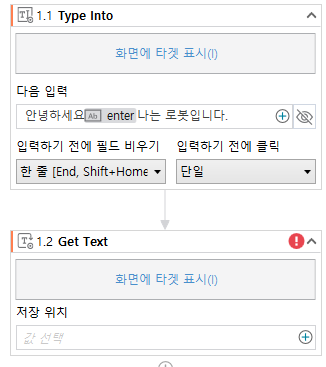 1.1 Type Into
화면에 타겟 표시(I)
다음 입력
안녕하세요 Ab enter 나는 로봇입니다.
입력하기 전에 필드 비우기 입력하기 전에 클릭
한 줄 [End, Shift+Home 단일
1.2 Get Text
화면에 타겟 표시(I)
저장 위치
값 선택